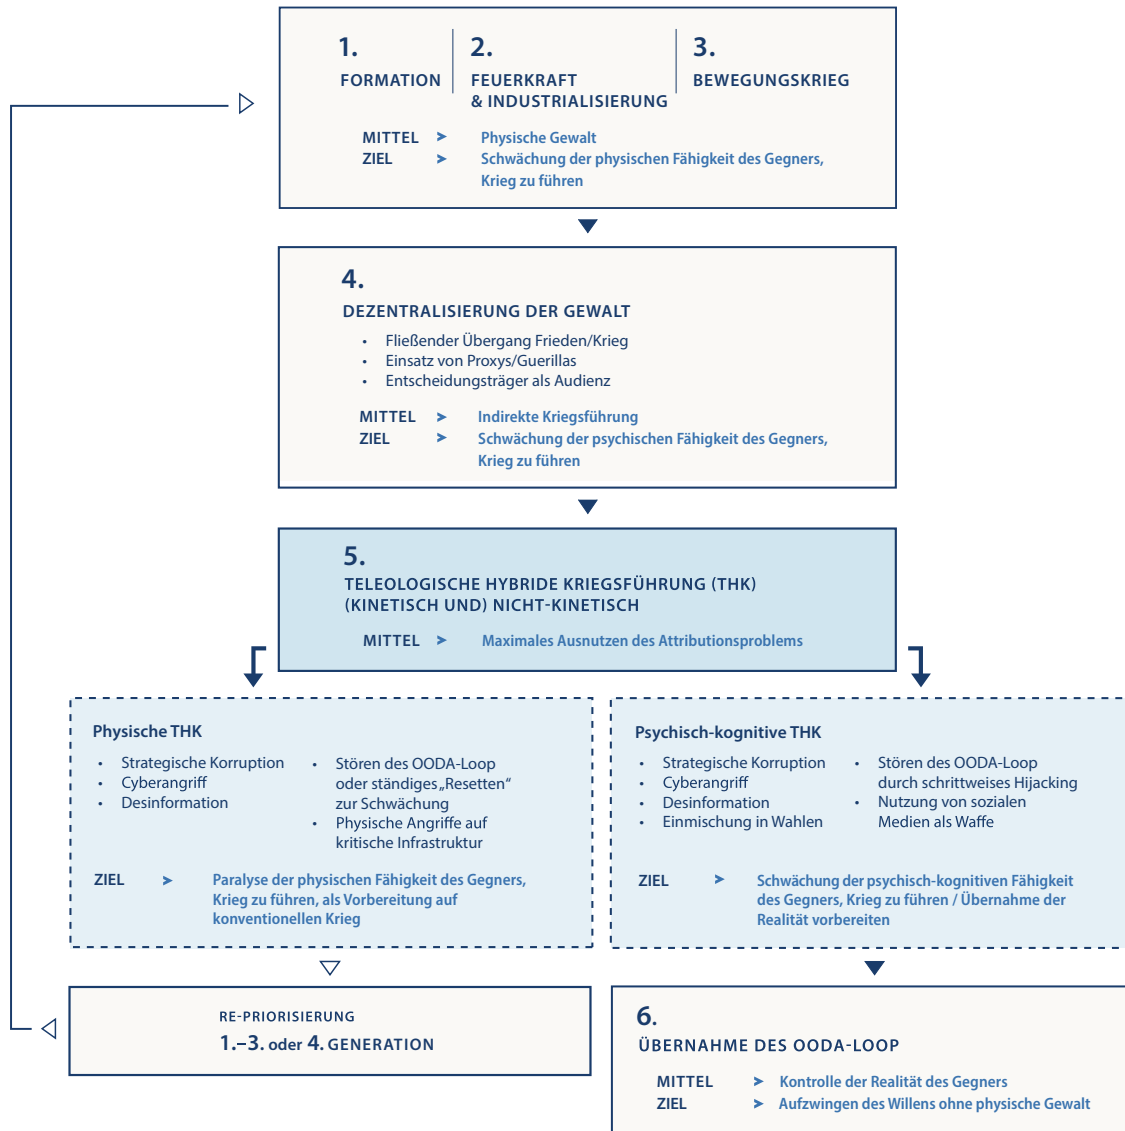 1.
FORMATION
2.
FEUERKRAFT
& INDUSTRIALISIERUNG
3.
BEWEGUNGSKRIEG
MITTEL > Physische Gewalt
ZIEL > Schwächung der physischen Fähigkeit des Gegners,
Krieg zu führen
4.
DEZENTRALISIERUNG DER GEWALT
• Fließender Übergang Frieden/Krieg
• Einsatz von Proxys/Guerillas
• Entscheidungsträger als Audienz
MITTEL > Indirekte Kriegsführung
ZIEL > Schwächung der psychischen Fähigkeit des Gegners,
Krieg zu führen
5.
TELEOLOGISCHE HYBRIDE KRIEGSFÜHRUNG (THK)
(KINETISCH UND) NICHT-KINETISCH
MITTEL > Maximales Ausnutzen des Attributionsproblems
Physische THK
• Strategische Korruption
• Cyberangriff
• Desinformation
• Stören des OODA-Loop
oder ständiges „Resetten“
zur Schwächung
• Physische Angriffe auf
kritische Infrastruktur
ZIEL > Paralyse der physischen Fähigkeit des Gegners,
Krieg zu führen, als Vorbereitung auf
konventionellen Krieg
Psychisch-kognitive THK
• Strategische Korruption
• Cyberangriff
• Desinformation
• Einmischung in Wahlen
• Stören des OODA-Loop
durch schrittweises Hijacking
• Nutzung von sozialen
Medien als Waffe
ZIEL > Schwächung der psychisch-kognitiven Fähigkeit
des Gegners, Krieg zu führen / Übernahme der
Realität vorbereiten
RE-PRIORISIERUNG
1.–3. oder 4. GENERATION
6.
ÜBERNAHME DES OODA-LOOP
MITTEL > Kontrolle der Realität des Gegners
ZIEL > Aufzwingen des Willens ohne physische Gewalt